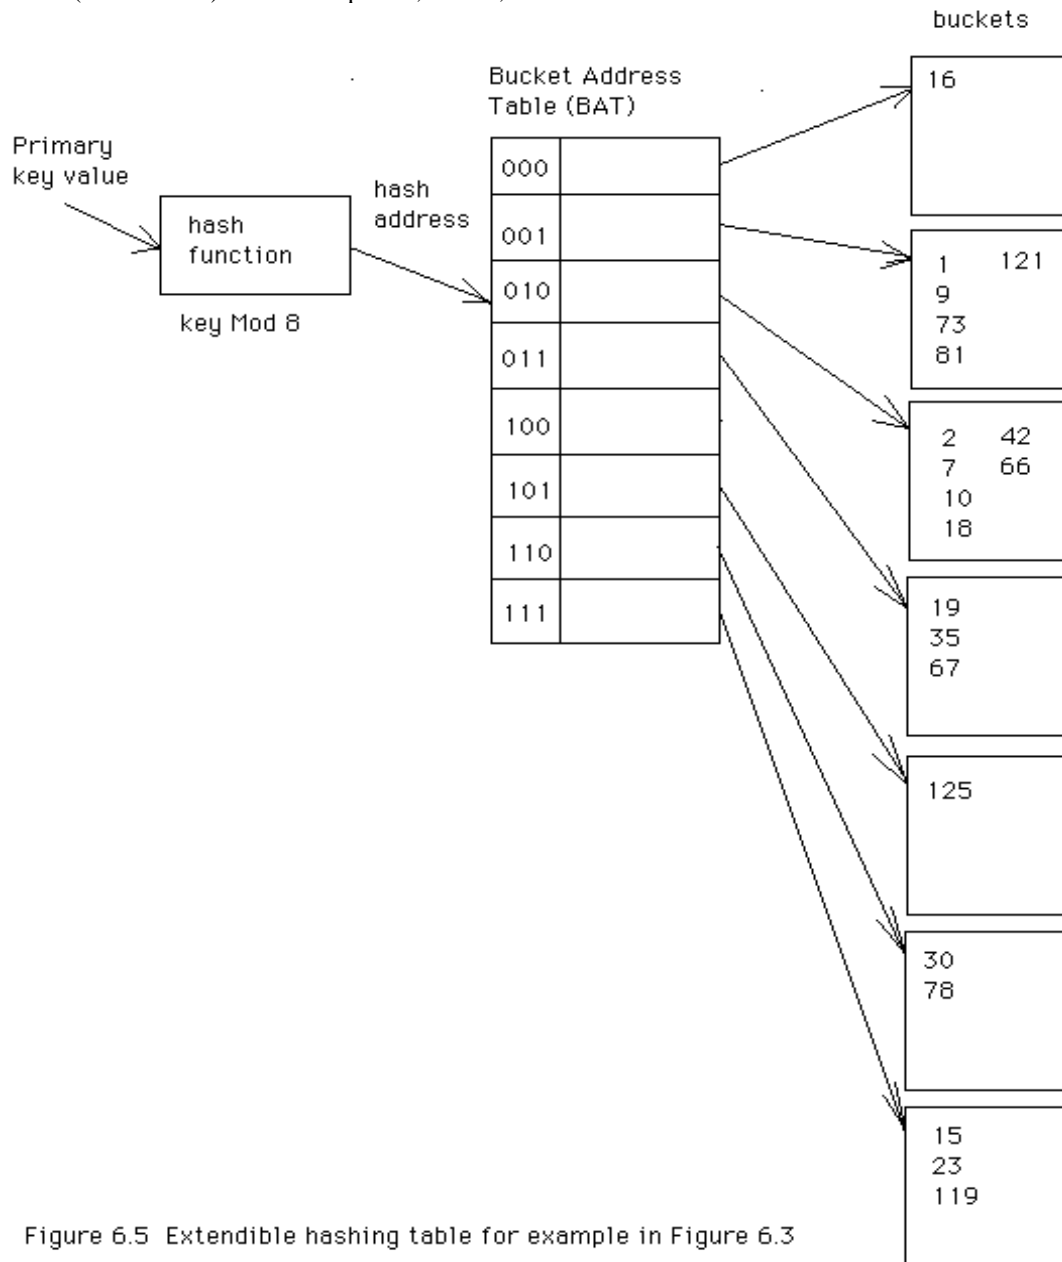 buckets
Bucket Address
Table (BAT)
Primary
key value
hash
address
hash
function
key Mod 8
000
001
010
011
100
101
110
111
16
1 121
9
73
81
2 42
7 66
10
18
19
35
67
125
30
78
15
23
119
Figure 6.5 Extendible hashing table for example in Figure 6.3